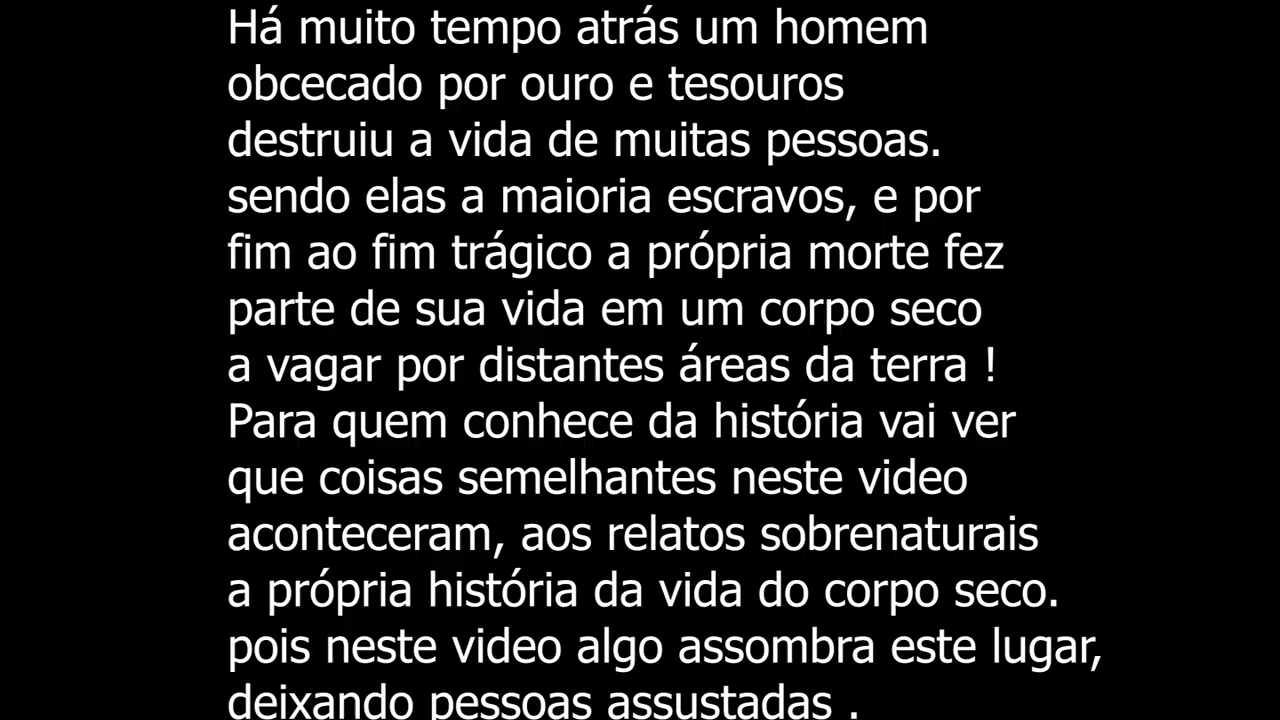 Há muito tempo atrás um homem
obcecado por ouro e tesouros
destruiu a vida de muitas pessoas.
sendo elas a maioria escravos, e por
fim ao fim trágico a própria morte fez
parte de sua vida em um corpo seco
a vagar por distantes áreas da terra !
Para quem conhece da história vai ver
que coisas semelhantes neste video
aconteceram, aos relatos sobrenaturais
a própria história da vida do corpo seco.
pois neste video algo assombra este lugar,
deixando pessoas assustadas .